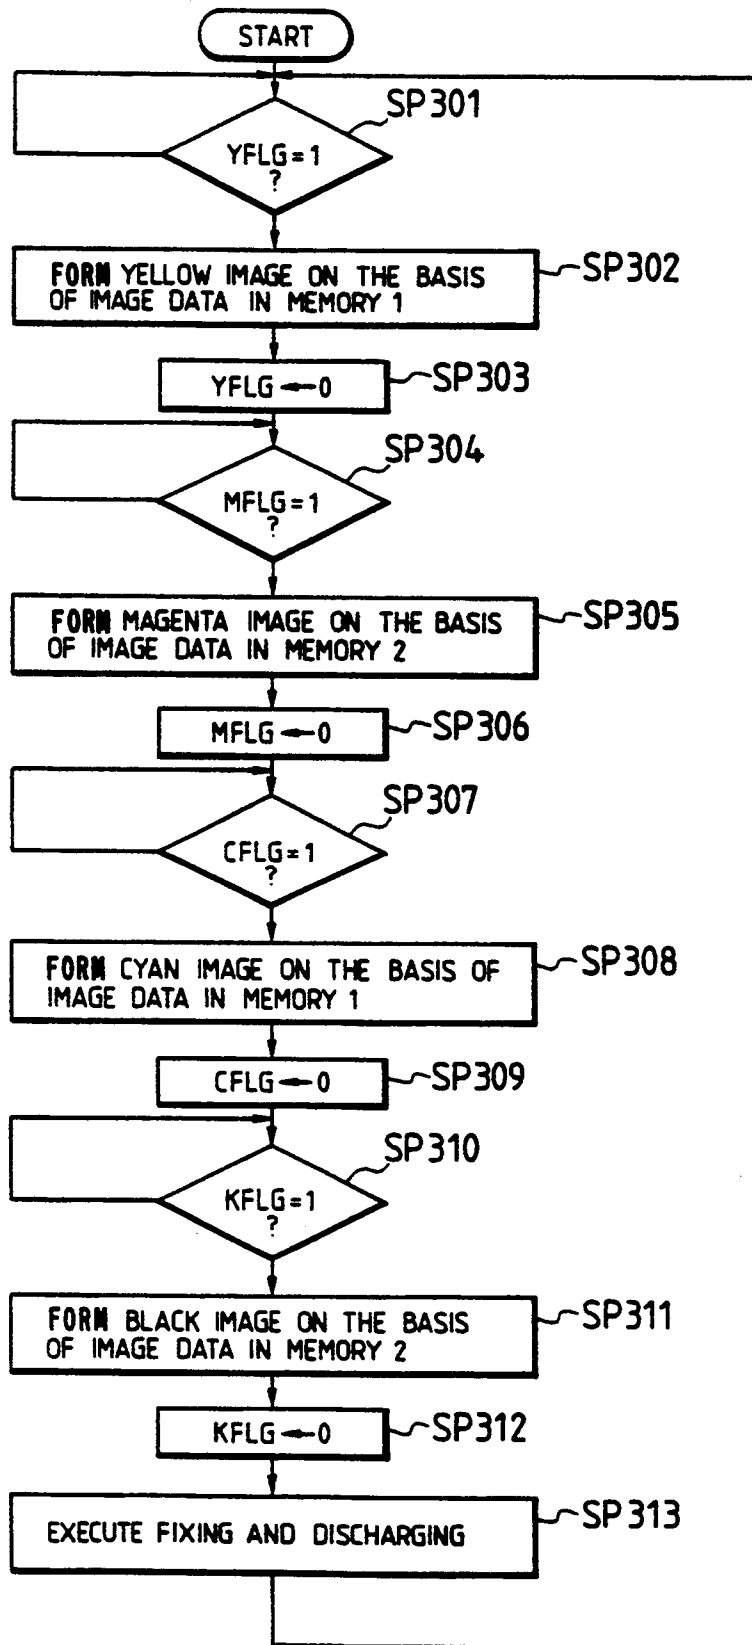 START
SP301
YFLG=1
?
FORM YELLOW IMAGE ON THE BASIS
OF IMAGE DATA IN MEMORY 1
SP302
YFLG←0
SP303
SP304
MFLG=1
?
FORM MAGENTA IMAGE ON THE BASIS
OF IMAGE DATA IN MEMORY 2
SP305
MFLG←0
SP306
SP307
CFLG=1
?
FORM CYAN IMAGE ON THE BASIS OF
IMAGE DATA IN MEMORY 1
SP308
CFLG←0
SP309
SP310
KFLG=1
?
FORM BLACK IMAGE ON THE BASIS
OF IMAGE DATA IN MEMORY 2
SP311
KFLG←0
SP312
EXECUTE FIXING AND DISCHARGING
SP313